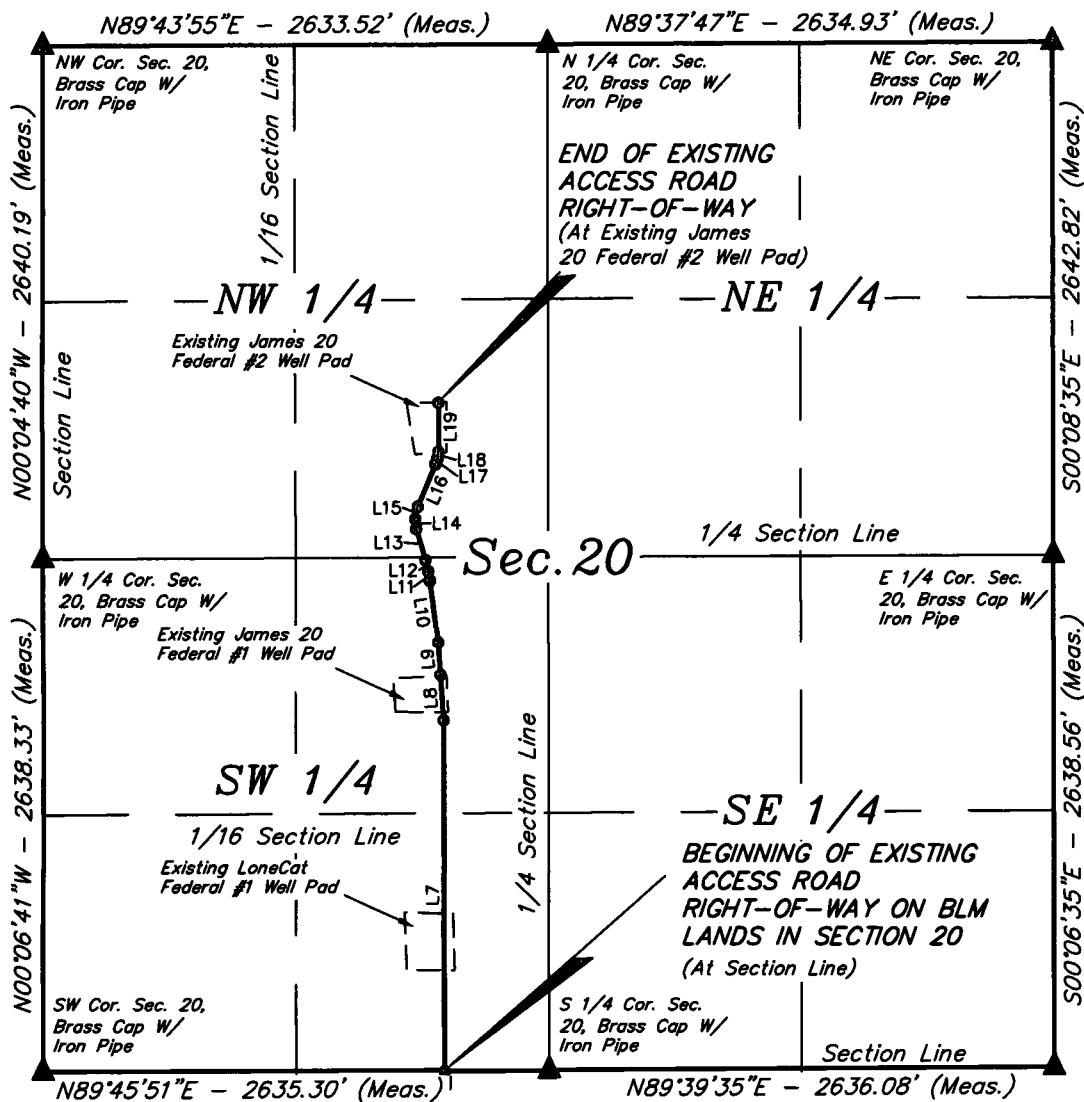 N89°43'55"E - 2633.52' (Meas.)
N89°37'47"E - 2634.93' (Meas.)
NW Cor. Sec. 20,
Brass Cap W/
Iron Pipe
1/16 Section Line
N 1/4 Cor. Sec.
20, Brass Cap W/
Iron Pipe
NE Cor. Sec. 20,
Brass Cap W/
Iron Pipe
N00°04'40"W - 2640.19' (Meas.)
Section Line
S00°08'35"E - 2642.82' (Meas.)
END OF EXISTING
ACCESS ROAD
RIGHT-OF-WAY
(At Existing James
20 Federal #2 Well Pad)
NW 1/4
NE 1/4
Existing James 20
Federal #2 Well Pad
L19
L18
L17
L16
L15
L14
L13
1/4 Section Line
Sec. 20
L12
L11
W 1/4 Cor. Sec.
20, Brass Cap W/
Iron Pipe
E 1/4 Cor. Sec.
20, Brass Cap W/
Iron Pipe
L10
Existing James 20
Federal #1 Well Pad
L9
L8
N00°06'41"W - 2638.33' (Meas.)
S00°06'35"E - 2638.56' (Meas.)
1/4 Section Line
SW 1/4
SE 1/4
1/16 Section Line
Existing LoneCat
Federal #1 Well Pad
L7
BEGINNING OF EXISTING
ACCESS ROAD
RIGHT-OF-WAY ON BLM
LANDS IN SECTION 20
(At Section Line)
SW Cor. Sec. 20,
Brass Cap W/
Iron Pipe
S 1/4 Cor. Sec.
20, Brass Cap W/
Iron Pipe
Section Line
N89°45'51"E - 2635.30' (Meas.)
N89°39'35"E - 2636.08' (Meas.)